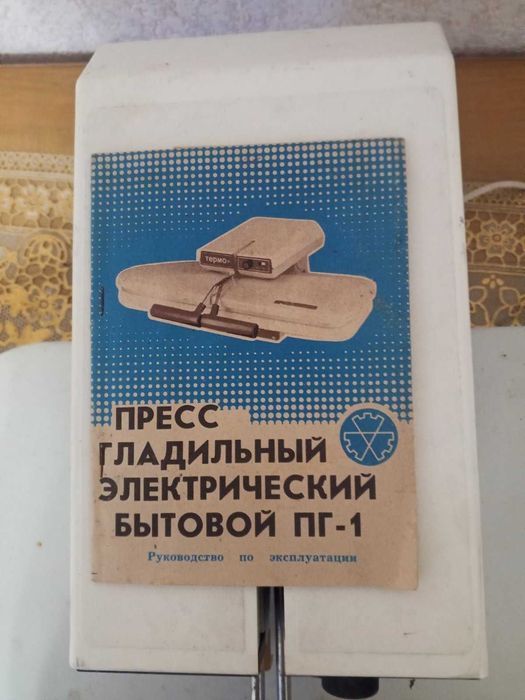 термо
ПРЕСС
ГЛАДИЛЬНЫЙ
ЭЛЕКТРИЧЕСКИЙ
БЫТОВОЙ ПГ-1
Руководство по эксплуатации